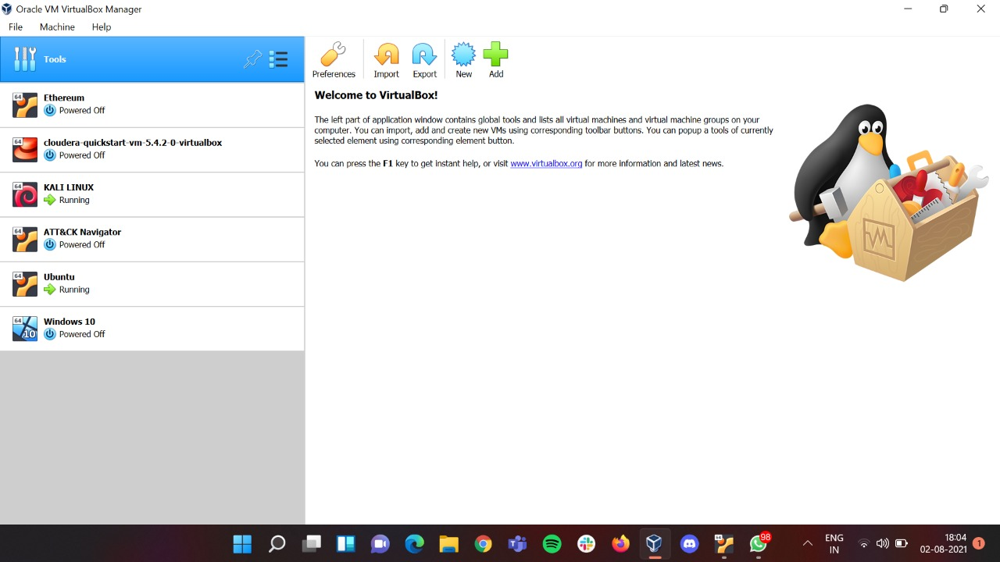 Oracle VM VirtualBox Manager
File Machine Help
Tools
Preferences Import Export New Add
64 Ethereum
Powered Off
64 cloudera-quickstart-vm-5.4.2-0-virtualbox
Powered Off
64 KALI LINUX
Running
64 ATT&CK Navigator
Powered Off
64 Ubuntu
Running
64 10 Windows 10
Powered Off
Welcome to VirtualBox!
The left part of application window contains global tools and lists all virtual machines and virtual machine groups on your
computer. You can import, add and create new VMs using corresponding toolbar buttons. You can popup a tools of currently
selected element using corresponding element button.
You can press the F1 key to get instant help, or visit www.virtualbox.org for more information and latest news.
64
98
ENG
IN
18:04
02-08-2021
1